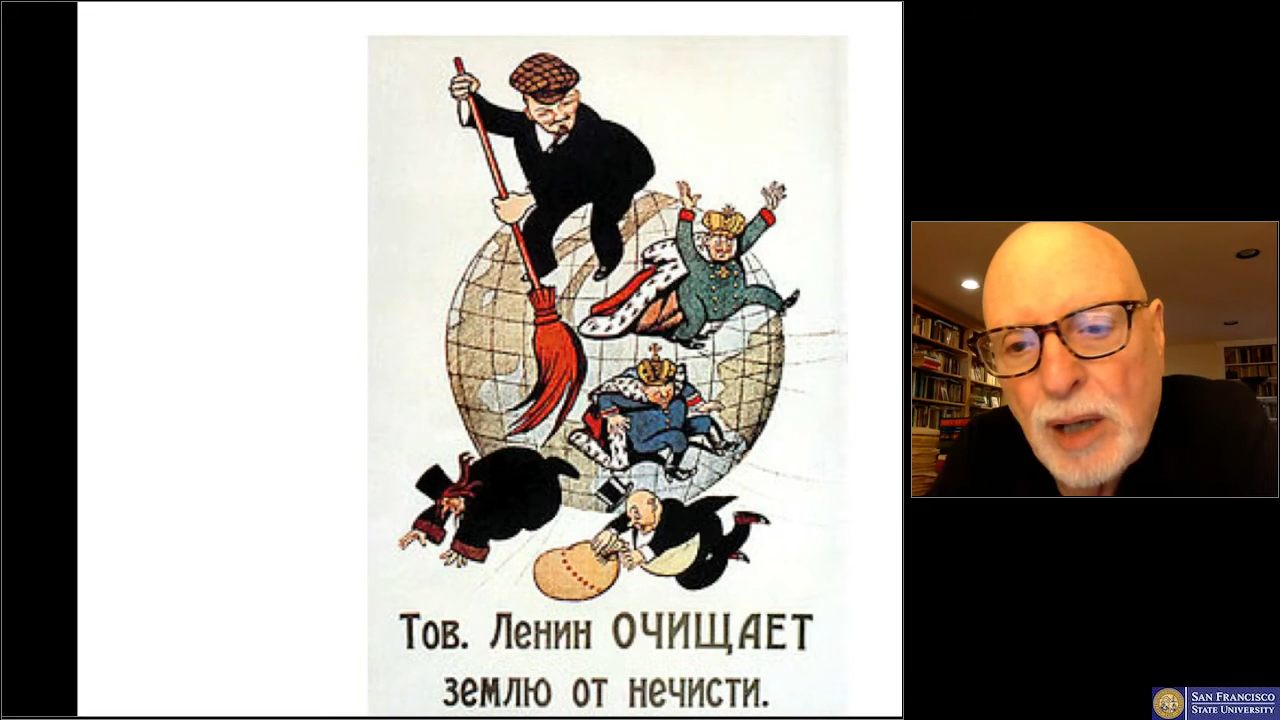 Тов. Ленин ОЧИЩАЕТ
землю от нечисти.
SAN FRANCISCO
STATE UNIVERSITY